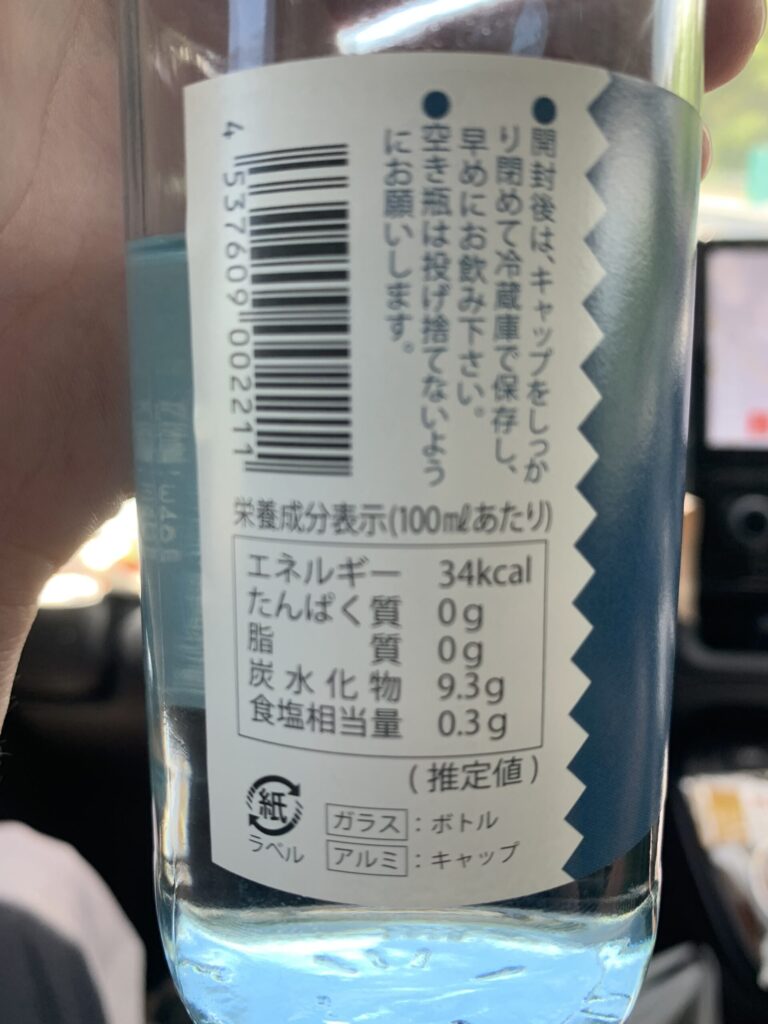 ●開封後は、キャップをしっか
り閉めて冷蔵庫で保存し、
早めにお飲み下さい。
●空き瓶は投げ捨てないよう
にお願いします。
4 537609 002211
栄養成分表示(100mlあたり)
エネルギー 34kcal
たんぱく質 0g
脂質 0g
炭水化物 9.3g
食塩相当量 0.3g
(推定値)
紙
ラベル
ガラス:ボトル
アルミ:キャップ